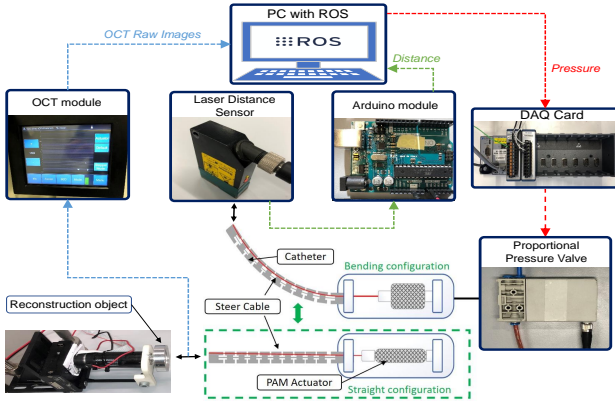 OCT Raw Images
PC with ROS
ROS
Distance
Pressure
OCT module
Laser Distance
Sensor
Arduino module
DAQ Card
Catheter
Bending configuration
Proportional
Pressure Valve
Steer Cable
Reconstruction object
PAM Actuator
Straight configuration